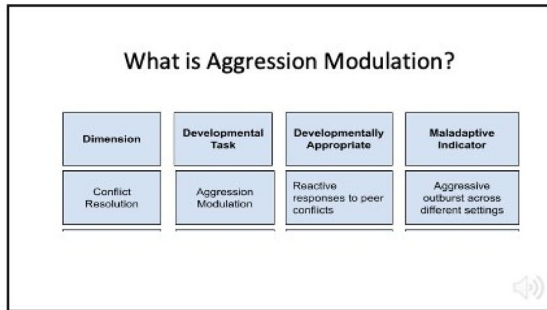 What is Aggression Modulation?
Dimension
Developmental
Task
Developmentally
Appropriate
Maladaptive
Indicator
Conflict
Resolution
Aggression
Modulation
Reactive
responses to peer
conflicts
Aggressive
outburst across
different settings